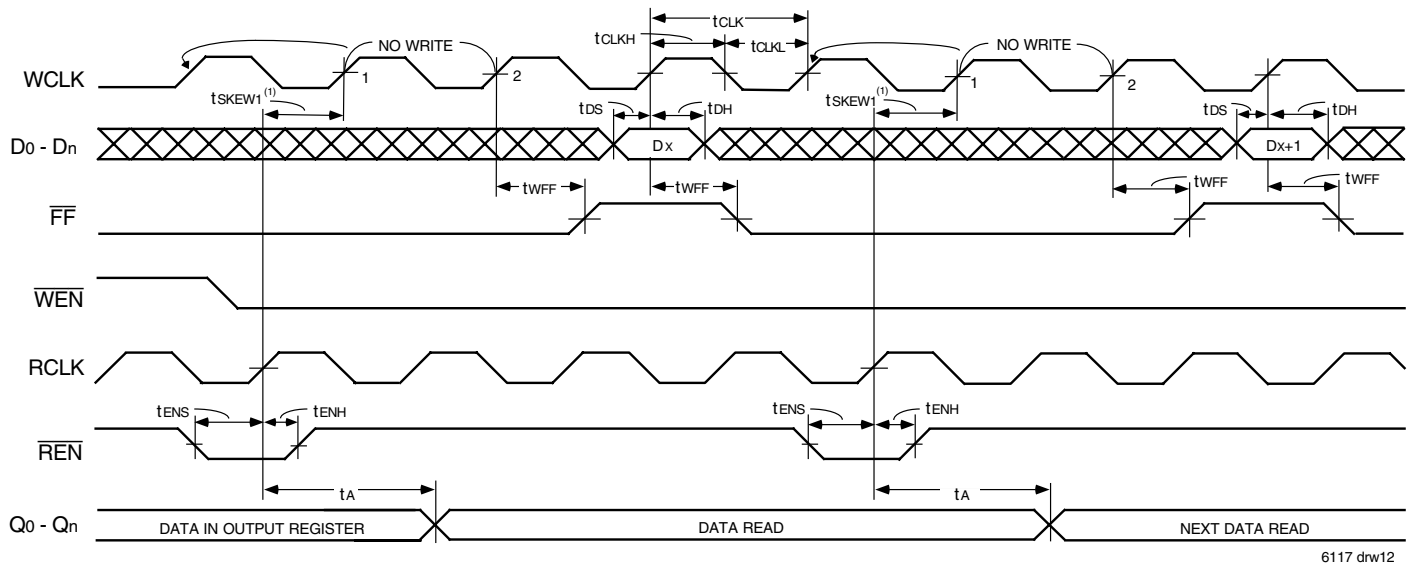 tCLK
tCLKH
tCLKL
NO WRITE
NO WRITE
WCLK
1
2
1
2
tSKEW1(1)
tDS
tDH
tSKEW1(1)
tDS
tDH
D0 - Dn
DX
DX+1
tWFF
tWFF
tWFF
tWFF
FF
WEN
RCLK
tENS
tENH
tENS
tENH
REN
tA
tA
Q0 - Qn
DATA IN OUTPUT REGISTER
DATA READ
NEXT DATA READ
6117 drw12